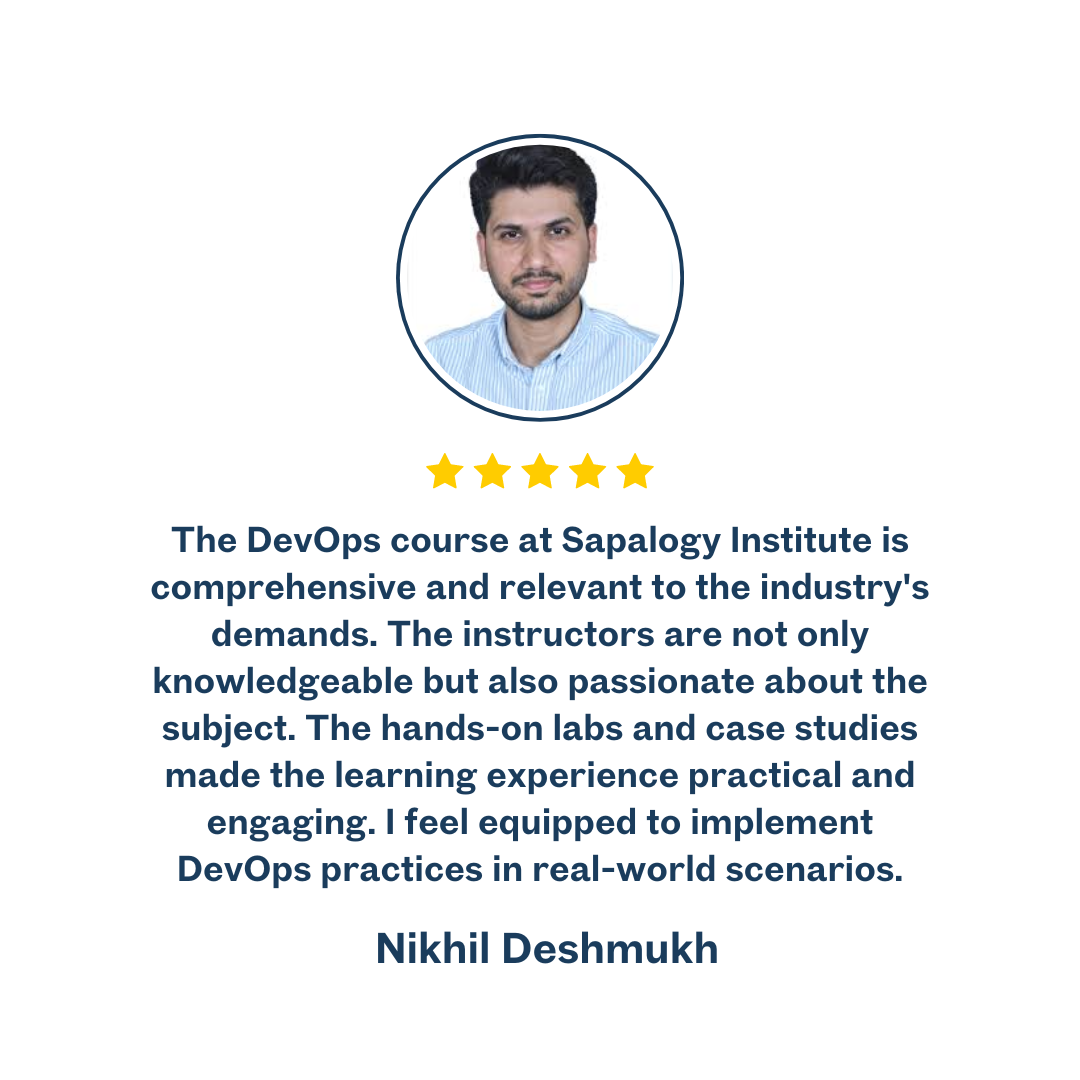 The DevOps course at Sapalogy Institute is
comprehensive and relevant to the industry's
demands. The instructors are not only
knowledgeable but also passionate about the
subject. The hands-on labs and case studies
made the learning experience practical and
engaging. I feel equipped to implement
DevOps practices in real-world scenarios.
Nikhil Deshmukh